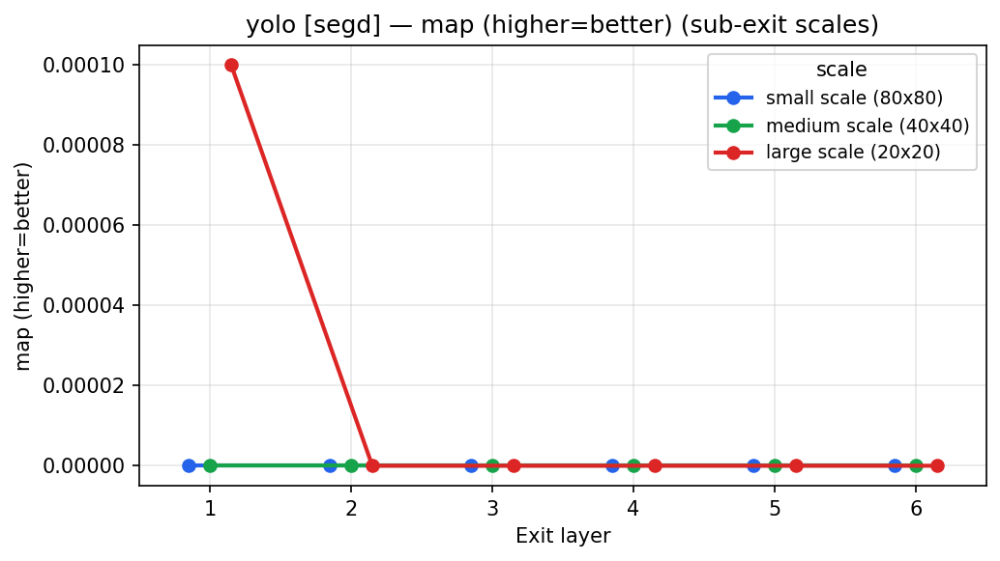 yolo [segd] — map (higher=better) (sub-exit scales)
map (higher=better)
0.00010
0.00008
0.00006
0.00004
0.00002
0.00000
scale
small scale (80x80)
medium scale (40x40)
large scale (20x20)
1 2 3 4 5 6
Exit layer